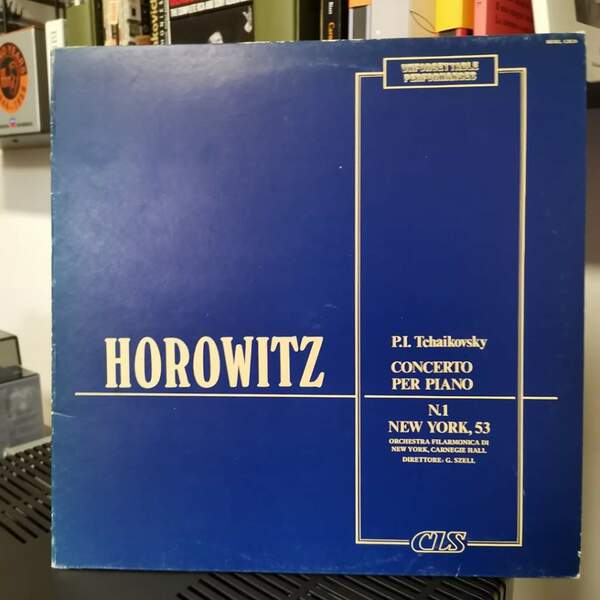 UNFORGETTABLE
PERFORMANCES
HOROWITZ
P.I. Tchaikovsky
CONCERTO
PER PIANO
N.1
NEW YORK, 53
ORCHESTRA FILARMONICA DI
NEW YORK, CARNEGIE HALL
DIRETTORE: G. SZELL
CLS